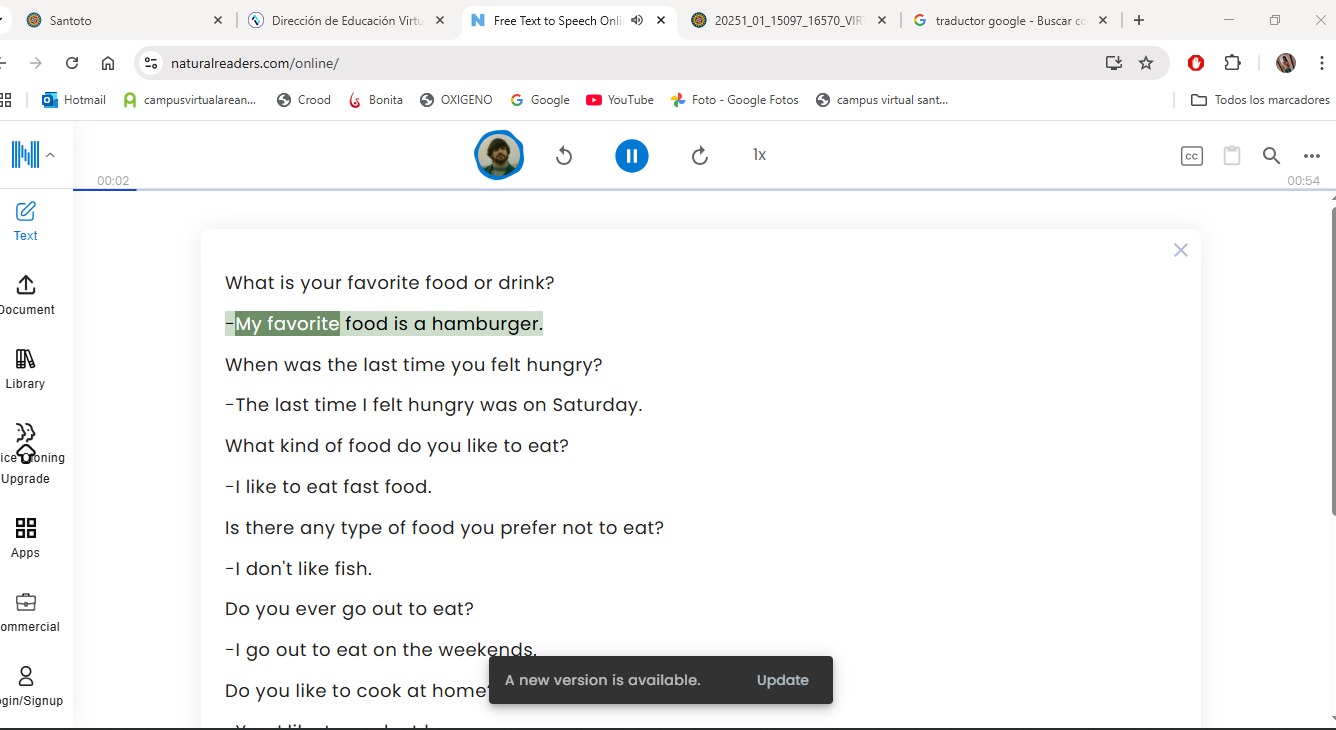 Santoto
Dirección de Educación Virtu
Free Text to Speech Onli
20251_01_15097_16570_VIR
traductor google - Buscar co
naturalreaders.com/online/
Hotmail
campusvirtualarean...
Crood
Bonita
OXIGENO
Google
YouTube
Foto - Google Fotos
campus virtual sant...
Todos los marcadores
1x
cc
00:02
00:54
Text
Document
Library
ice Cloning
Upgrade
Apps
ommercial
ogin/Signup
What is your favorite food or drink?
-My favorite food is a hamburger.
When was the last time you felt hungry?
-The last time I felt hungry was on Saturday.
What kind of food do you like to eat?
-I like to eat fast food.
Is there any type of food you prefer not to eat?
-I don't like fish.
Do you ever go out to eat?
-I go out to eat on the weekends.
Do you like to cook at home?
A new version is available. Update